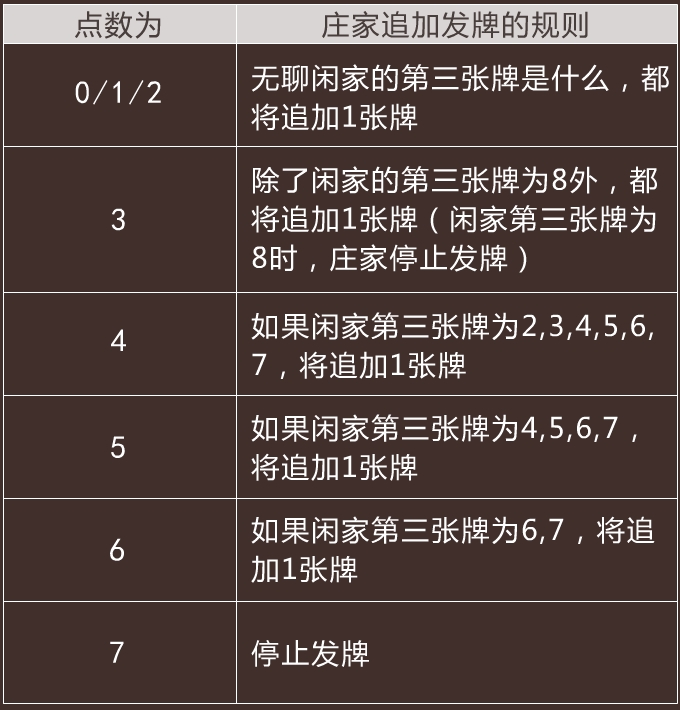 点数为
庄家追加发牌的规则
0/1/2
无聊闲家的第三张牌是什么，都
将追加1张牌
3
除了闲家的第三张牌为8外，都
将追加1张牌（闲家第三张牌为
8时，庄家停止发牌）
4
如果闲家第三张牌为2,3,4,5,6,
7，将追加1张牌
5
如果闲家第三张牌为4,5,6,7，
将追加1张牌
6
如果闲家第三张牌为6,7，将追
加1张牌
7
停止发牌